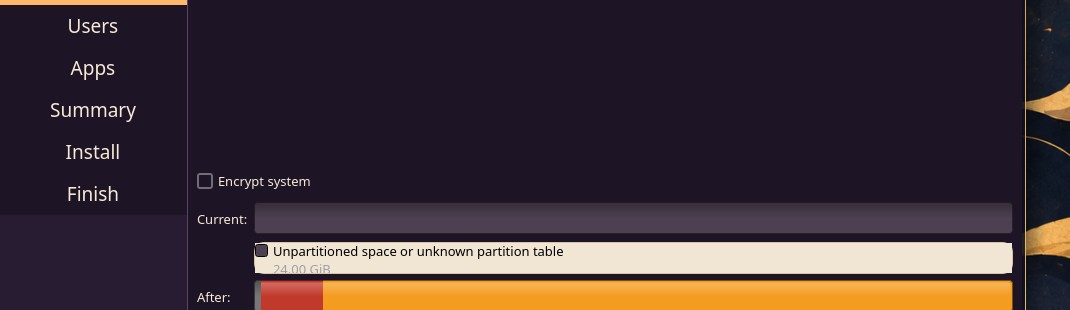 Users
Apps
Summary
Install
Finish
Encrypt system
Current:
Unpartitioned space or unknown partition table
24.00 GiB
After: